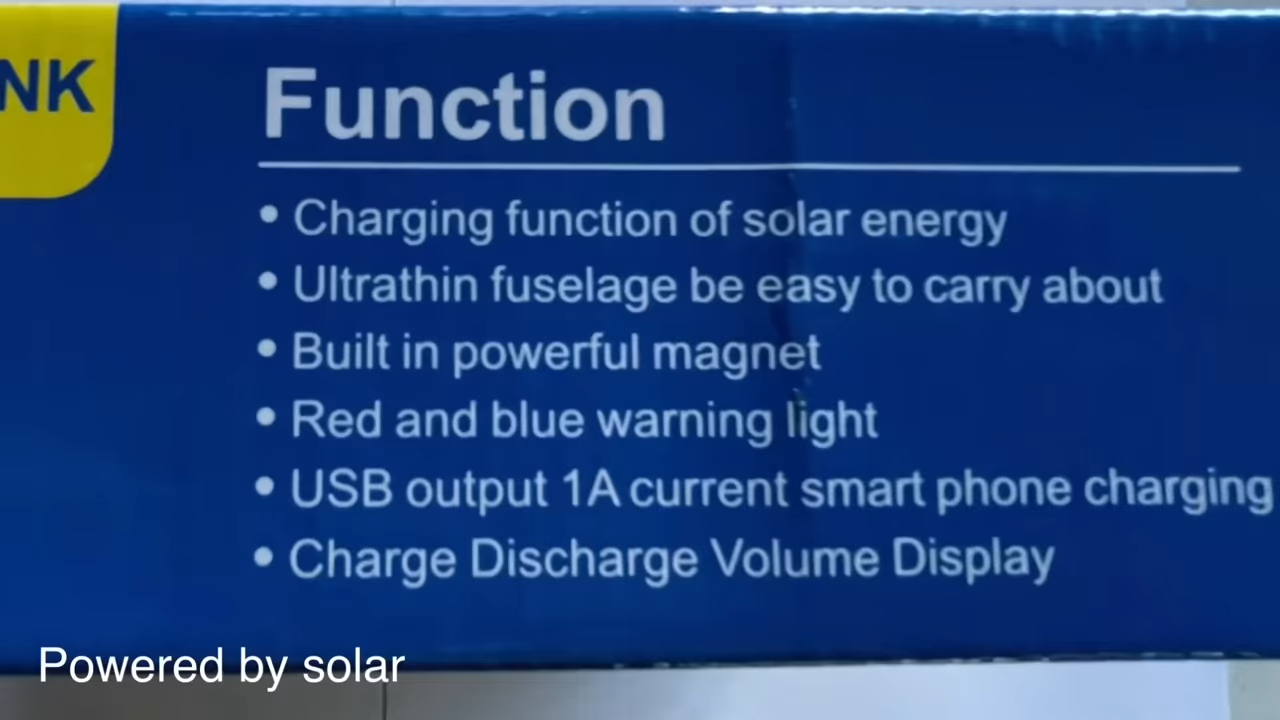 NK
Function
• Charging function of solar energy
• Ultrathin fuselage be easy to carry about
• Built in powerful magnet
• Red and blue warning light
• USB output 1A current smart phone charging
• Charge Discharge Volume Display
Powered by solar